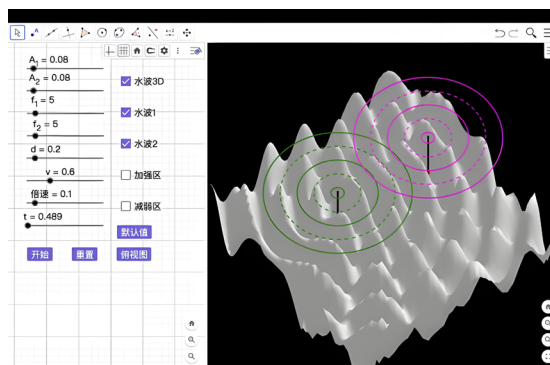 A₁ = 0.08
A₂ = 0.08
水波3D
f₁ = 5
水波1
f₂ = 5
水波2
d = 0.2
v = 0.6
加强区
倍速 = 0.1
减弱区
t = 0.489
默认值
开始
重置
俯视图